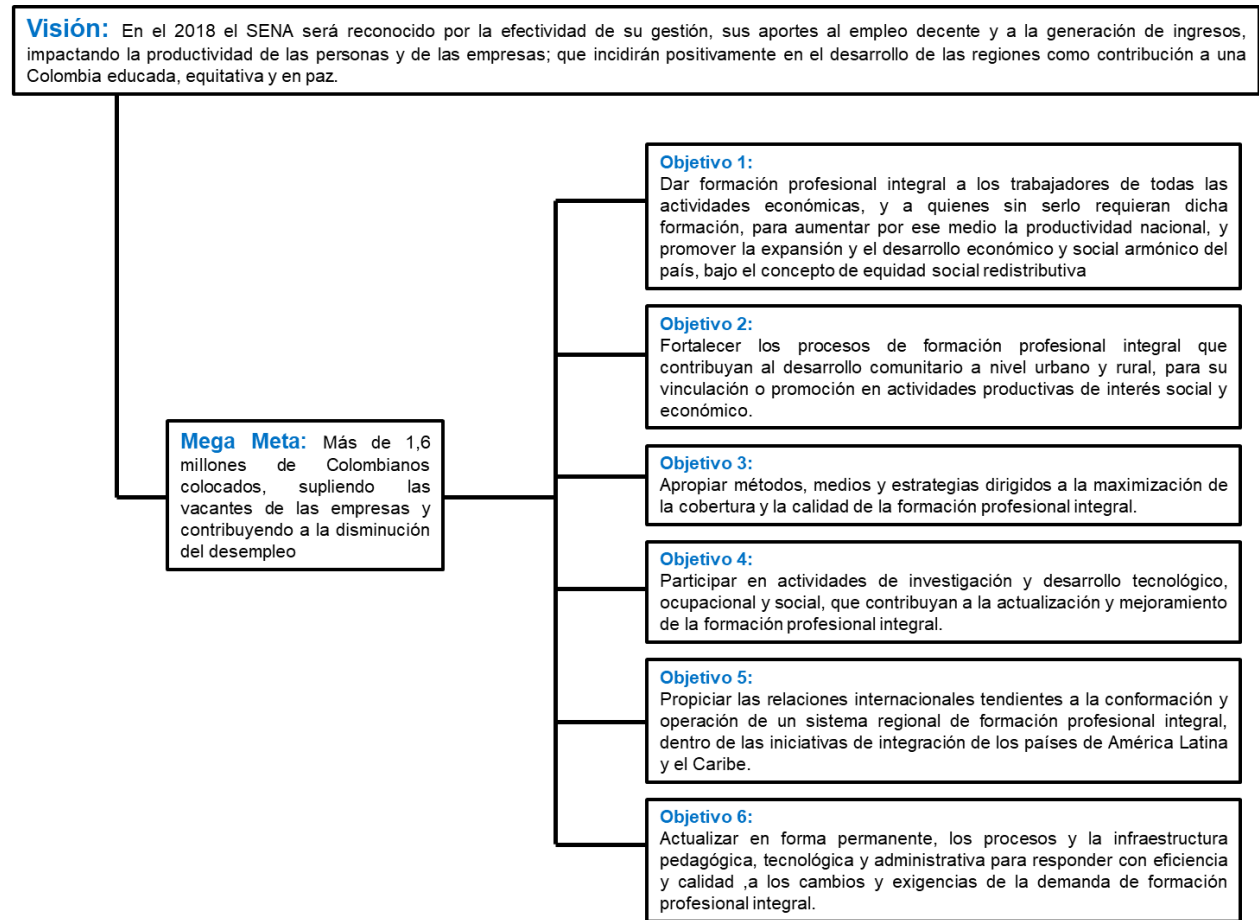 Visión: En el 2018 el SENA será reconocido por la efectividad de su gestión, sus aportes al empleo decente y a la generación de ingresos,
impactando la productividad de las personas y de las empresas; que incidirán positivamente en el desarrollo de las regiones como contribución a una
Colombia educada, equitativa y en paz.
Mega Meta: Más de 1,6
millones de Colombianos
colocados, supliendo las
vacantes de las empresas y
contribuyendo a la disminución
del desempleo
Objetivo 1:
Dar formación profesional integral a los trabajadores de todas las
actividades económicas, y a quienes sin serlo requieran dicha
formación, para aumentar por ese medio la productividad nacional, y
promover la expansión y el desarrollo económico y social armónico del
país, bajo el concepto de equidad social redistributiva
Objetivo 2:
Fortalecer los procesos de formación profesional integral que
contribuyan al desarrollo comunitario a nivel urbano y rural, para su
vinculación o promoción en actividades productivas de interés social y
económico.
Objetivo 3:
Apropiar métodos, medios y estrategias dirigidos a la maximización de
la cobertura y la calidad de la formación profesional integral.
Objetivo 4:
Participar en actividades de investigación y desarrollo tecnológico,
ocupacional y social, que contribuyan a la actualización y mejoramiento
de la formación profesional integral.
Objetivo 5:
Propiciar las relaciones internacionales tendientes a la conformación y
operación de un sistema regional de formación profesional integral,
dentro de las iniciativas de integración de los países de América Latina
y el Caribe.
Objetivo 6:
Actualizar en forma permanente, los procesos y la infraestructura
pedagógica, tecnológica y administrativa para responder con eficiencia
y calidad ,a los cambios y exigencias de la demanda de formación
profesional integral.